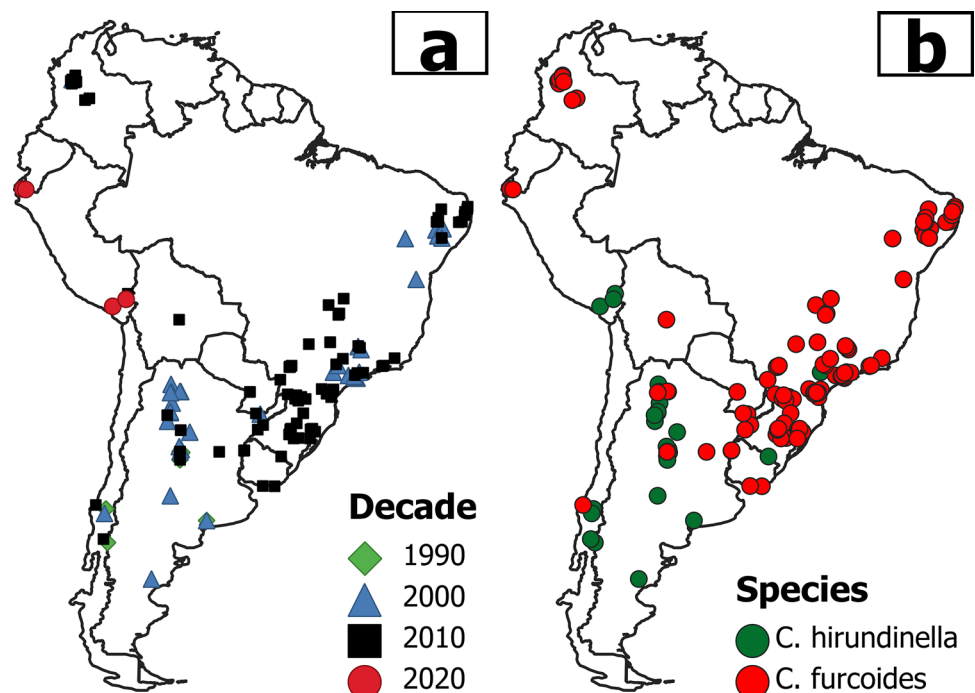 a
b
Decade
1990
2000
2010
2020
Species
C. hirundinella
C. furcoides